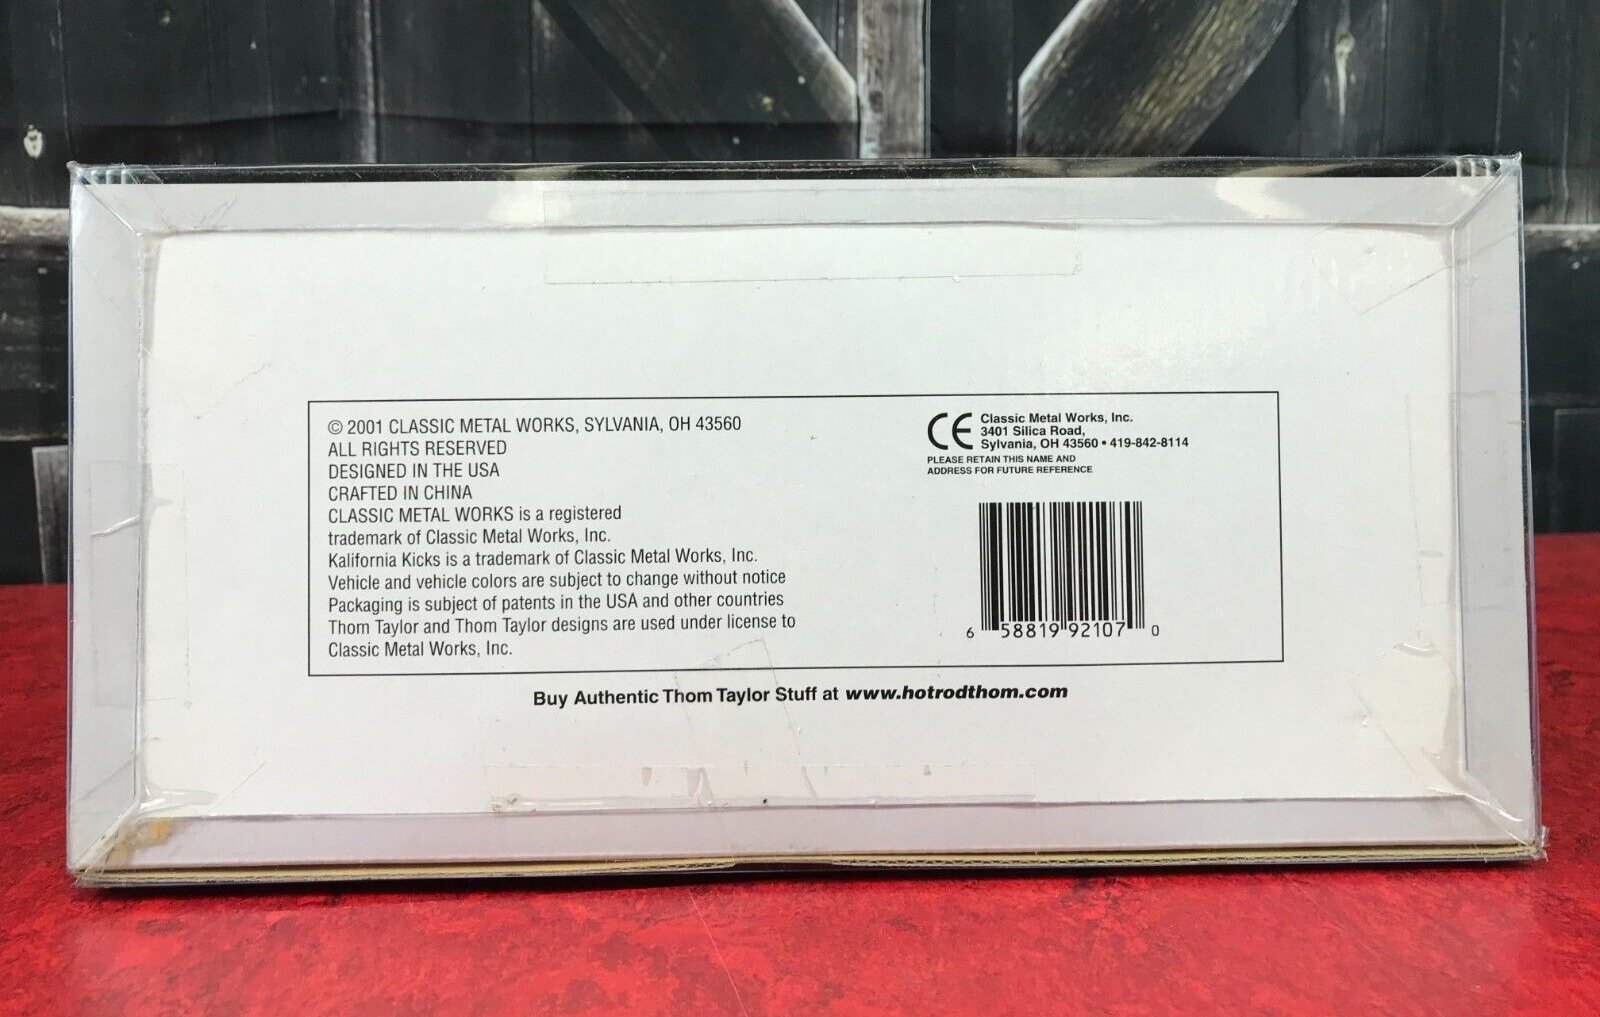 © 2001 CLASSIC METAL WORKS, SYLVANIA, OH 43560
ALL RIGHTS RESERVED
DESIGNED IN THE USA
CRAFTED IN CHINA
CLASSIC METAL WORKS is a registered
trademark of Classic Metal Works, Inc.
Kalifornia Kicks is a trademark of Classic Metal Works, Inc.
Vehicle and vehicle colors are subject to change without notice
Packaging is subject of patents in the USA and other countries
Thom Taylor and Thom Taylor designs are used under license to
Classic Metal Works, Inc.
CE
Classic Metal Works, Inc.
3401 Silica Road,
Sylvania, OH 43560 • 419-842-8114
PLEASE RETAIN THIS NAME AND
ADDRESS FOR FUTURE REFERENCE
6 58819 92107 0
Buy Authentic Thom Taylor Stuff at www.hotrodthom.com